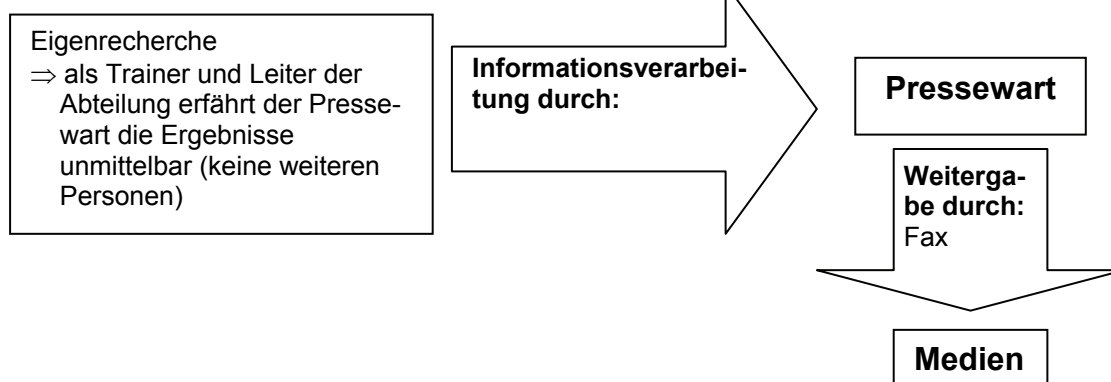 Eigenrecherche
⇒ als Trainer und Leiter der
Abteilung erfährt der Presse-
wart die Ergebnisse
unmittelbar (keine weiteren
Personen)
Informationsverarbei-
tung durch:
Pressewart
Weiterga-
be durch:
Fax
Medien